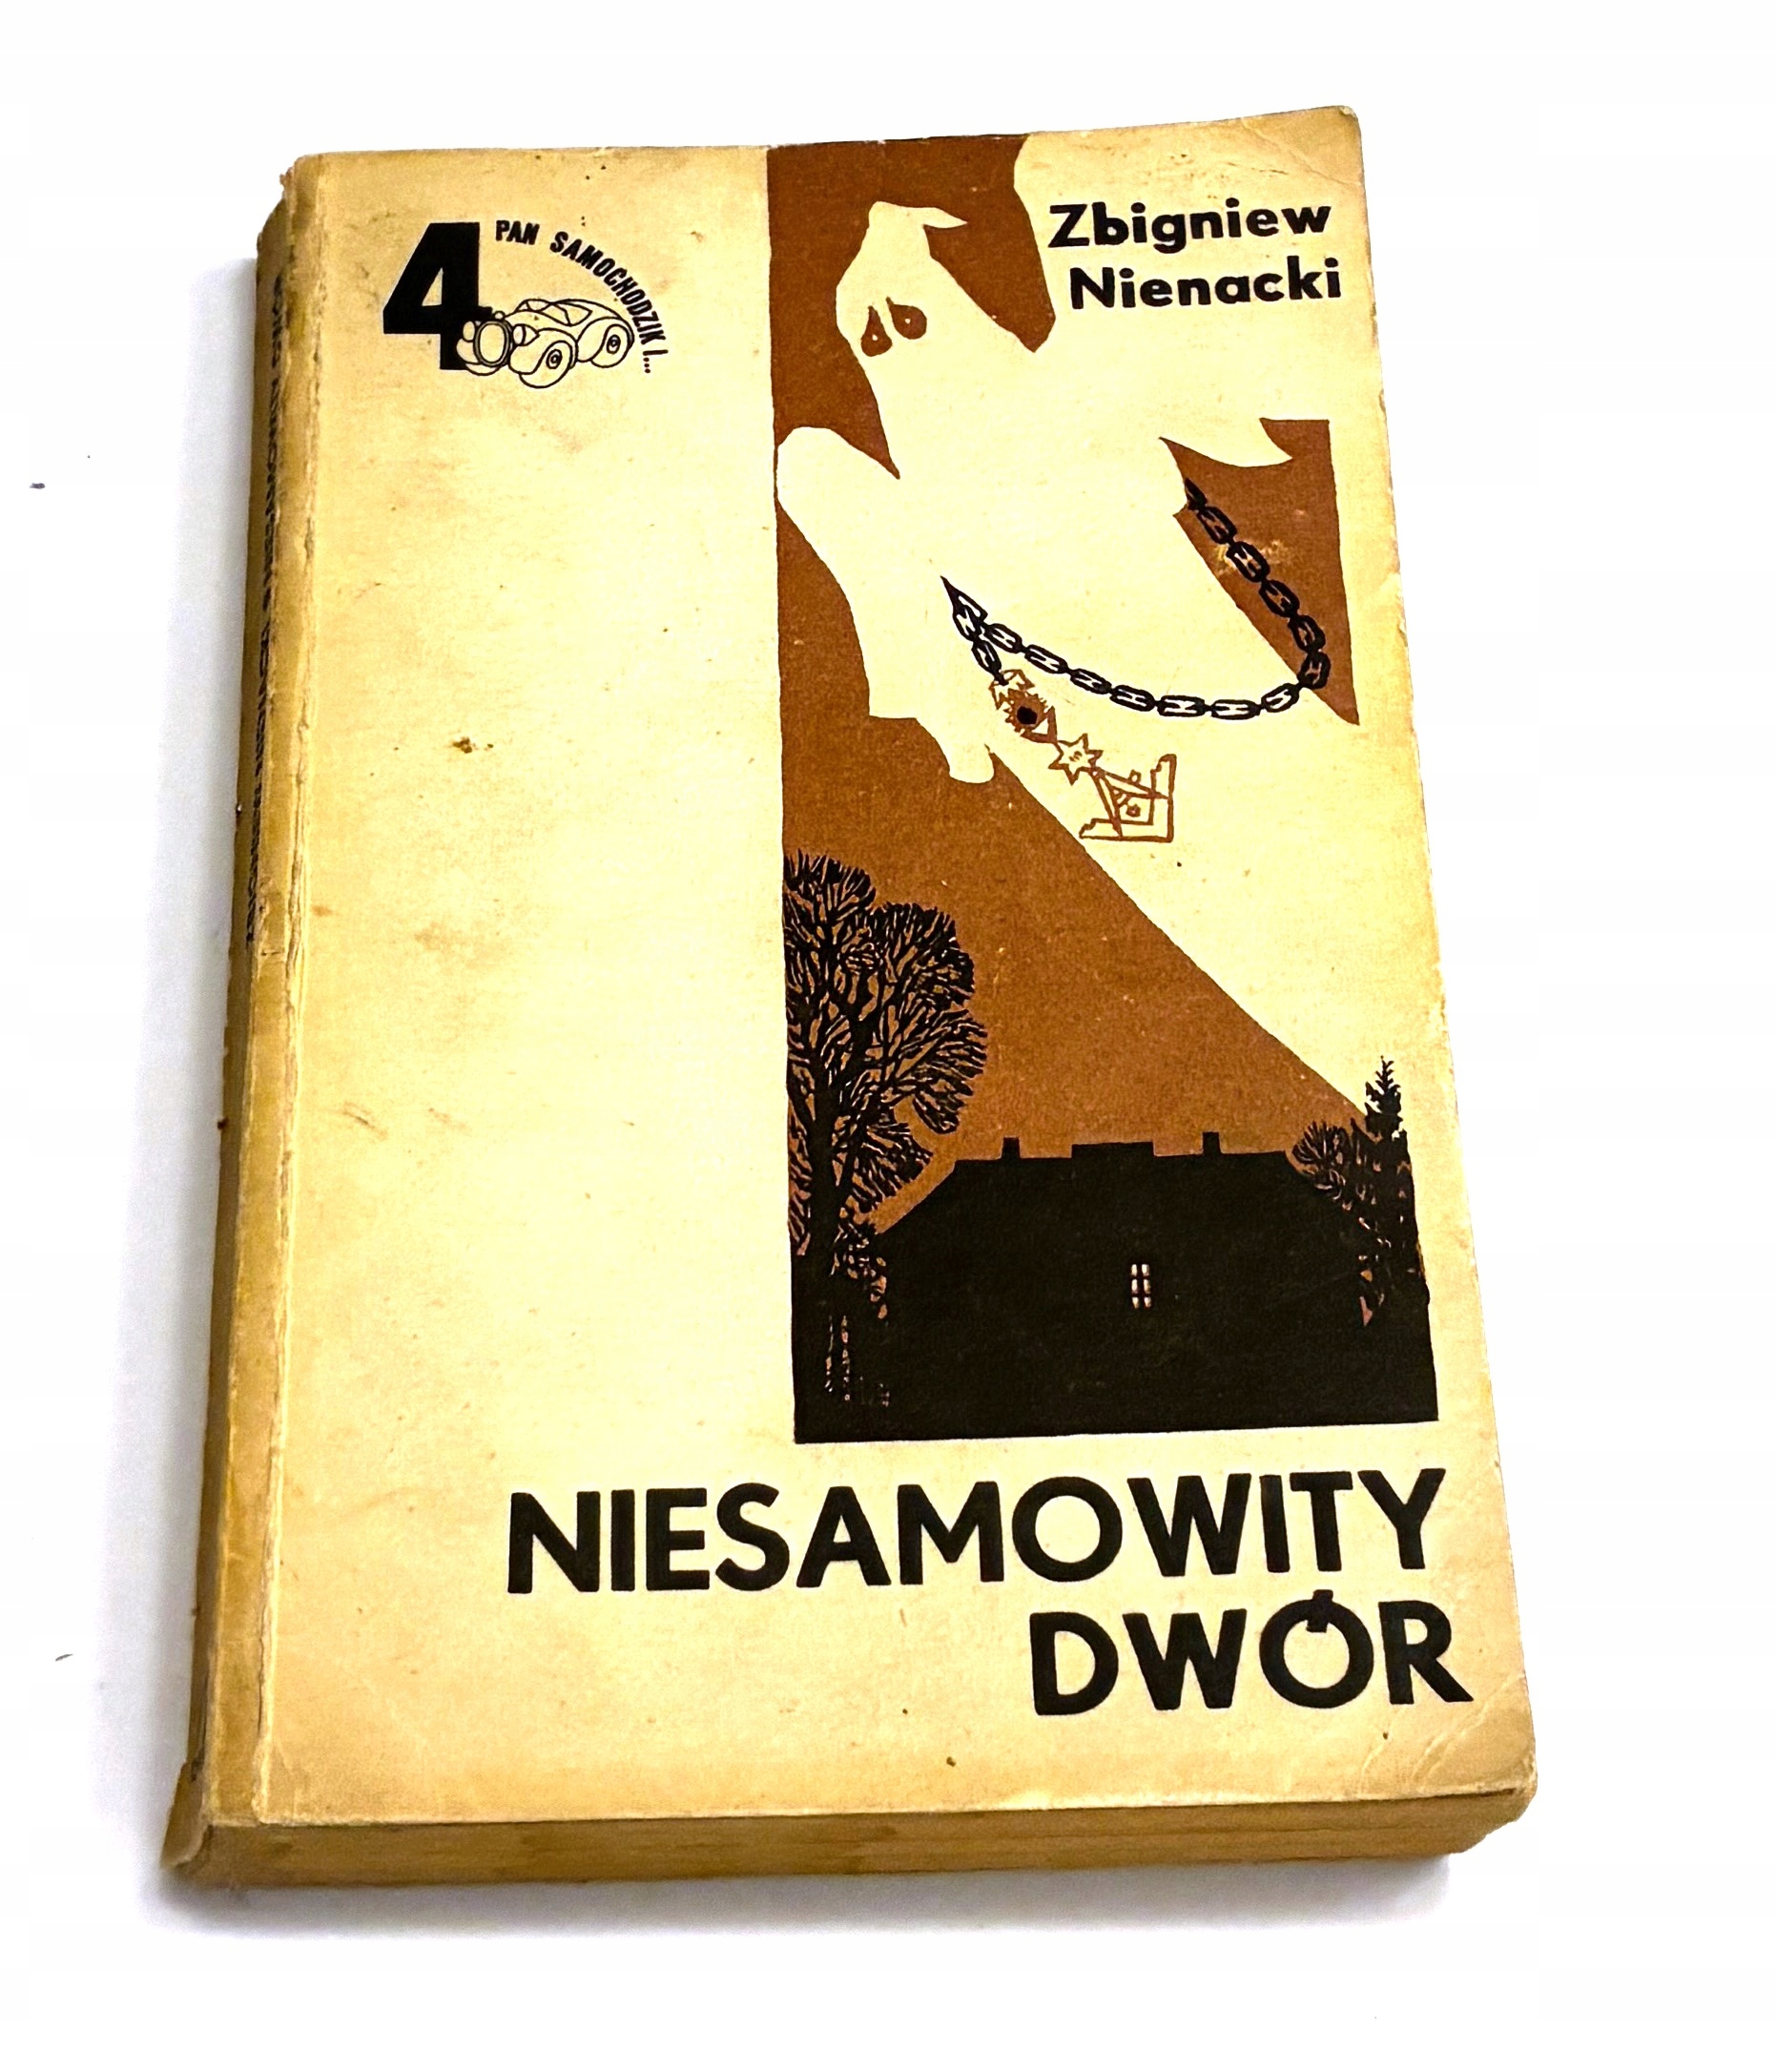 4
PAN SAMOCHODZIK I...
Zbigniew
Nienacki
NIESAMOWITY
DWÓR